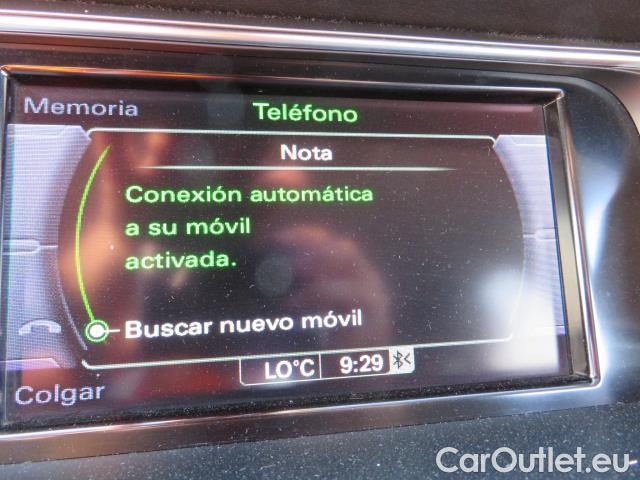 Memoria
Teléfono
Nota
Conexión automática
a su móvil
activada.
Buscar nuevo móvil
LO°C 9:29
Colgar
CarOutlet.eu